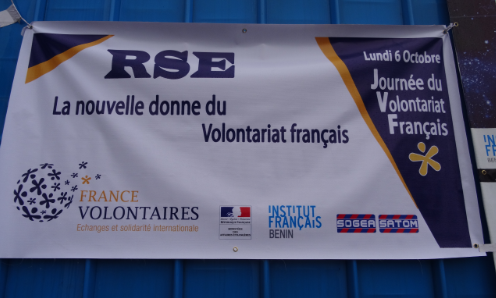 RSE
La nouvelle donne du
Volontariat français
Lundi 6 Octobre
Journée du
Volontariat
Français
FRANCE
VOLONTAIRES
Echanges et solidarité internationale
INSTITUT
FRANÇAIS
BENIN
SOGEA SATOM